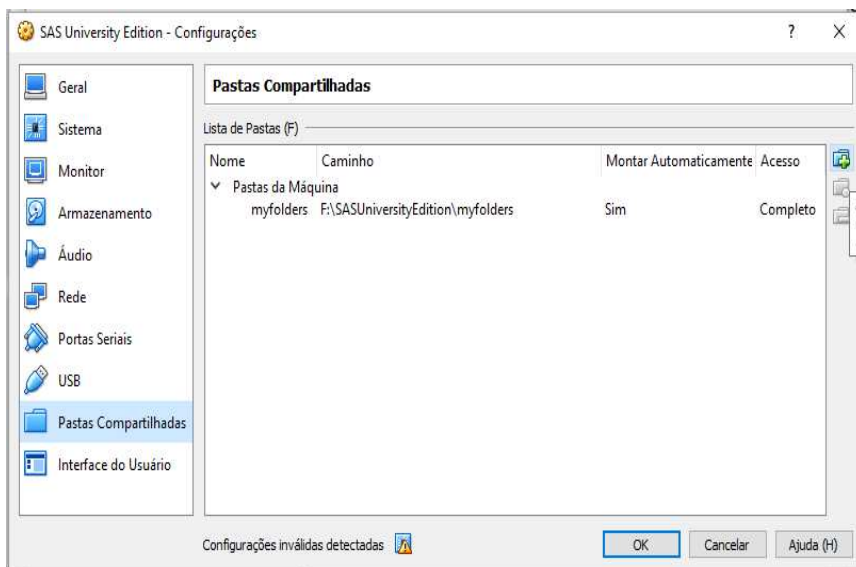 SAS University Edition - Configurações ? X
Geral
Sistema
Monitor
Armazenamento
Áudio
Rede
Portas Seriais
USB
Pastas Compartilhadas
Interface do Usuário
Pastas Compartilhadas
Lista de Pastas (F)
Nome Caminho Montar Automaticamente Acesso
Pastas da Máquina
myfolders F:\SASUniversityEdition\myfolders Sim Completo
Configurações inválidas detectadas
OK Cancelar Ajuda (H)